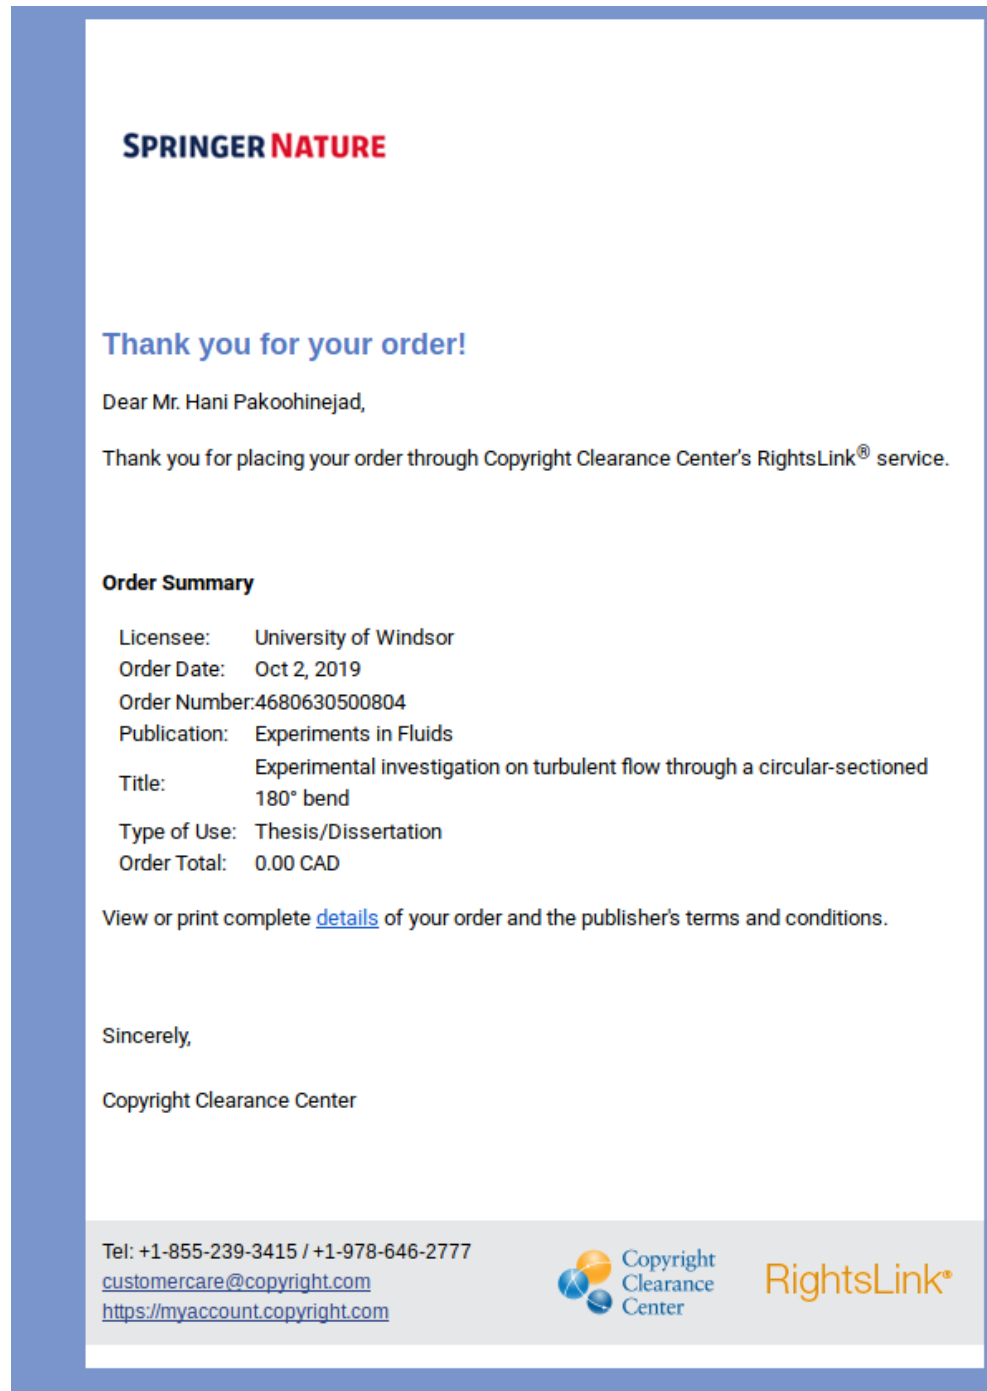 SPRINGER NATURE
Thank you for your order!
Dear Mr. Hani Pakoohinejad,
Thank you for placing your order through Copyright Clearance Center's RightsLink® service.
Order Summary
Licensee: University of Windsor
Order Date: Oct 2, 2019
Order Number:4680630500804
Publication: Experiments in Fluids
Title: Experimental investigation on turbulent flow through a circular-sectioned
180° bend
Type of Use: Thesis/Dissertation
Order Total: 0.00 CAD
View or print complete details of your order and the publisher's terms and conditions.
Sincerely,
Copyright Clearance Center
Tel: +1-855-239-3415 / +1-978-646-2777
customercare@copyright.com
https://myaccount.copyright.com
Copyright
Clearance
Center
RightsLink®